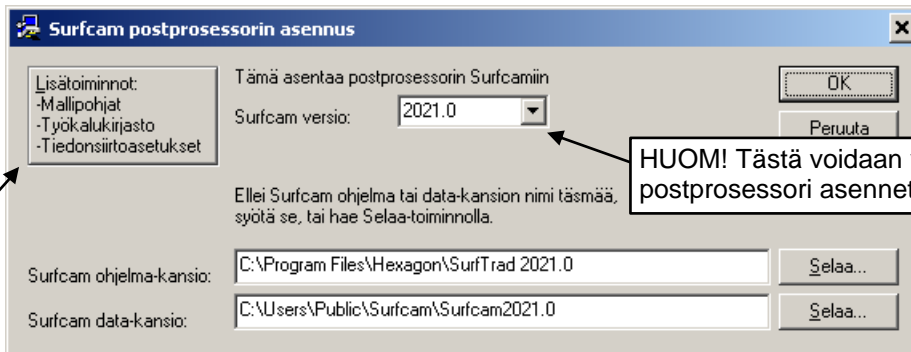 Surfcam postprosessorin asennus
Lisätoiminnot:
-Mallipohjat
-Työkalukirjasto
-Tiedonsiirtoasetukset
Tämä asentaa postprosessorin Surfcamiin
Surfcam versio:
2021.0
OK
Peruuta
HUOM! Tästä voidaan
postprosessori asennet
Ellei Surfcam ohjelma tai data-kansion nimi täsmää,
syötä se, tai hae Selaa-toiminnolla.
Surfcam ohjelma-kansio:
C:\Program Files\Hexagon\SurfTrad 2021.0
Selaa...
Surfcam data-kansio:
C:\Users\Public\Surfcam\Surfcam2021.0
Selaa...